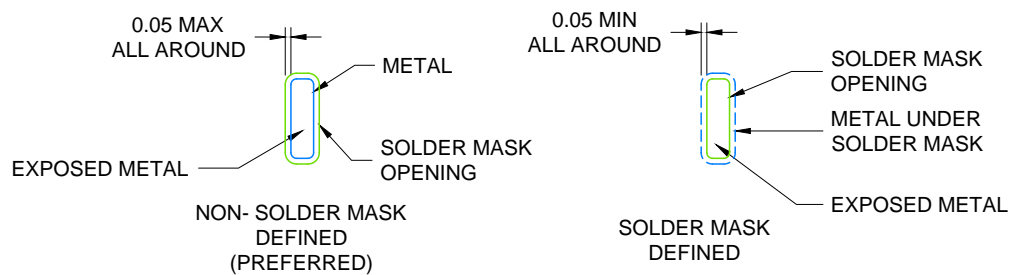 0.05 MAX
ALL AROUND
METAL
EXPOSED METAL
SOLDER MASK
OPENING
NON- SOLDER MASK
DEFINED
(PREFERRED)
0.05 MIN
ALL AROUND
SOLDER MASK
OPENING
METAL UNDER
SOLDER MASK
EXPOSED METAL
SOLDER MASK
DEFINED